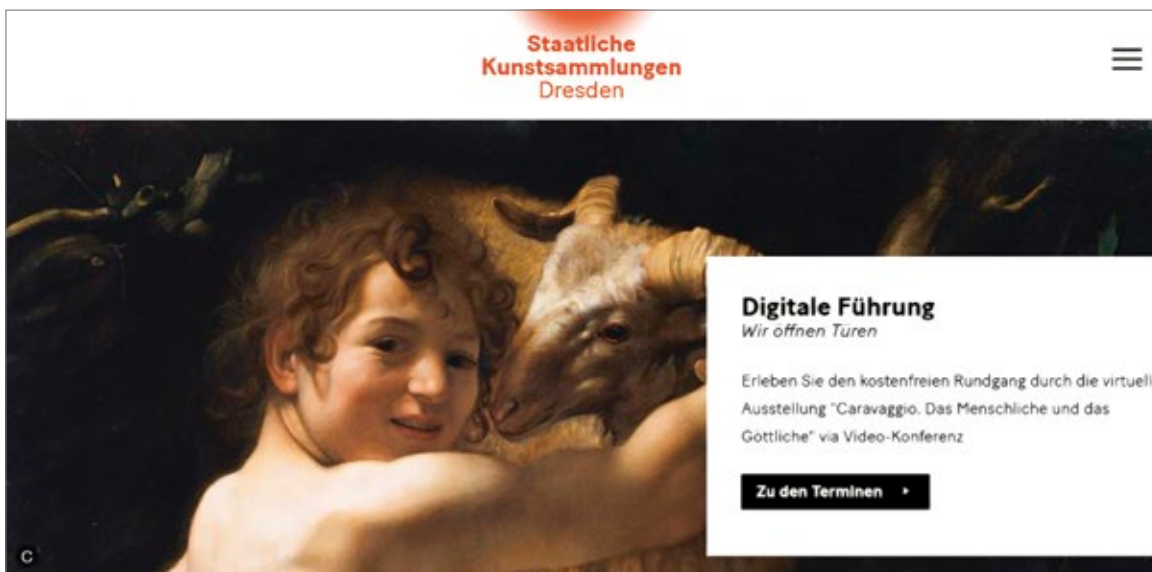 Staatliche
Kunstsammlungen
Dresden
Digitale Führung
Wir öffnen Türen
Erleben Sie den kostenfreien Rundgang durch die virtuell
Ausstellung "Caravaggio. Das Menschliche und das
Göttliche" via Video-Konferenz
Zu den Terminen
C